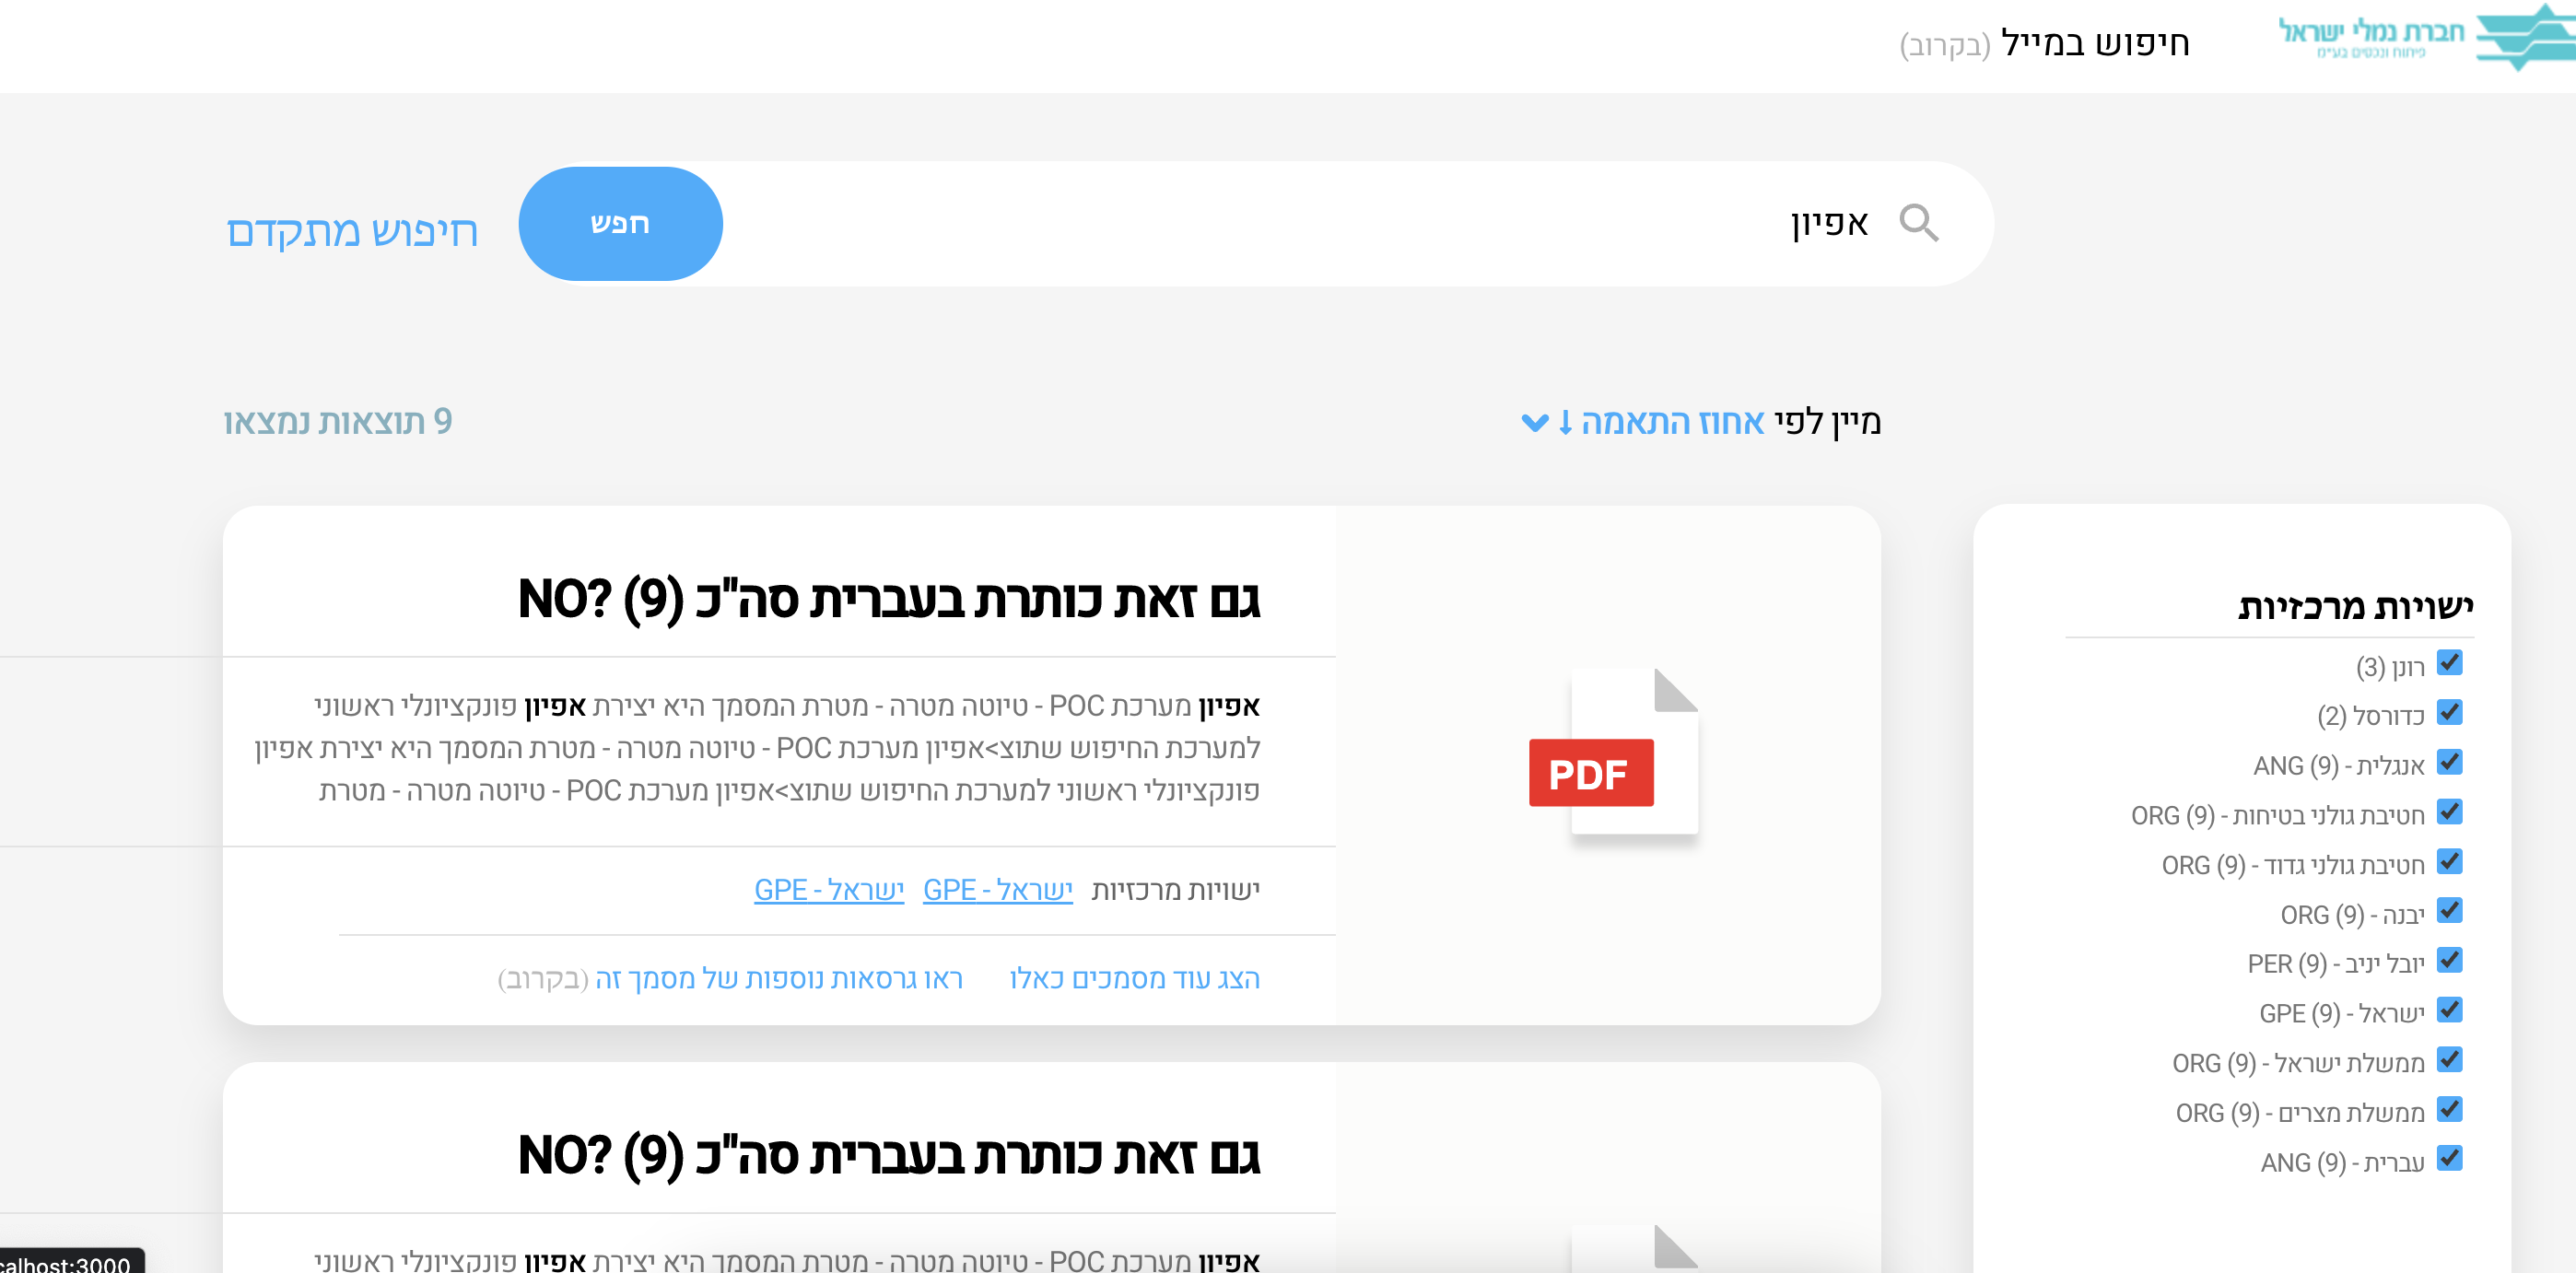 חברת נמלי ישראל
פיתוח ונכסים בע"מ
חיפוש במייל (בקרוב)
אפיון
חפש
חיפוש מתקדם
מיין לפי אחוז התאמה ↓
9 תוצאות נמצאו
ישויות מרכזיות
רונן (3)
כדורסל (2)
אנגלית - ANG (9)
חטיבת גולני בטיחות - ORG (9)
חטיבת גולני גדוד - ORG (9)
יבנה - ORG (9)
יובל יניב - PER (9)
ישראל - GPE (9)
ממשלת ישראל - ORG (9)
ממשלת מצרים - ORG (9)
עברית - ANG (9)
PDF
גם זאת כותרת בעברית סה"כ (9) ?NO
אפיון מערכת POC - טיוטה מטרה - מטרת המסמך היא יצירת אפיון פונקציונלי ראשוני
למערכת החיפוש שתוצ>אפיון מערכת POC - טיוטה מטרה - מטרת המסמך היא יצירת אפיון
פונקציונלי ראשוני למערכת החיפוש שתוצ>אפיון מערכת POC - טיוטה מטרה - מטרת
ישויות מרכזיות ישראל - GPE ישראל - GPE
הצג עוד מסמכים כאלו ראו גרסאות נוספות של מסמך זה (בקרוב)
גם זאת כותרת בעברית סה"כ (9) ?NO
אפיון מערכת POC - טיוטה מטרה - מטרת המסמך היא יצירת אפיון פונקציונלי ראשוני
calhost:3000